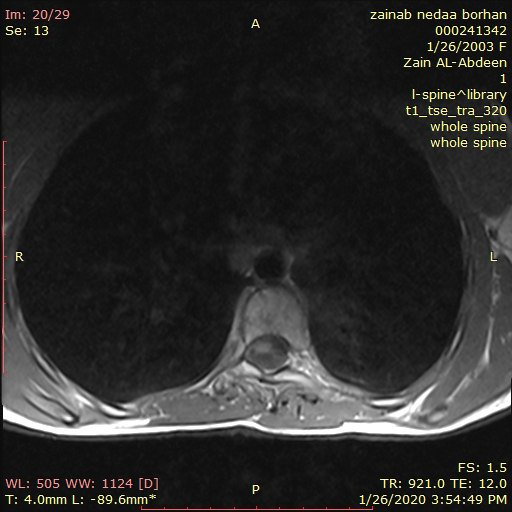 Im: 20/29
Se: 13
A
zainab nedaa borhan
000241342
1/26/2003 F
Zain AL-Abdeen
1
l-spine^library
t1_tse_tra_320
whole spine
whole spine
R
L
WL: 505 WW: 1124 [D]
T: 4.0mm L: -89.6mm*
P
FS: 1.5
TR: 921.0 TE: 12.0
1/26/2020 3:54:49 PM